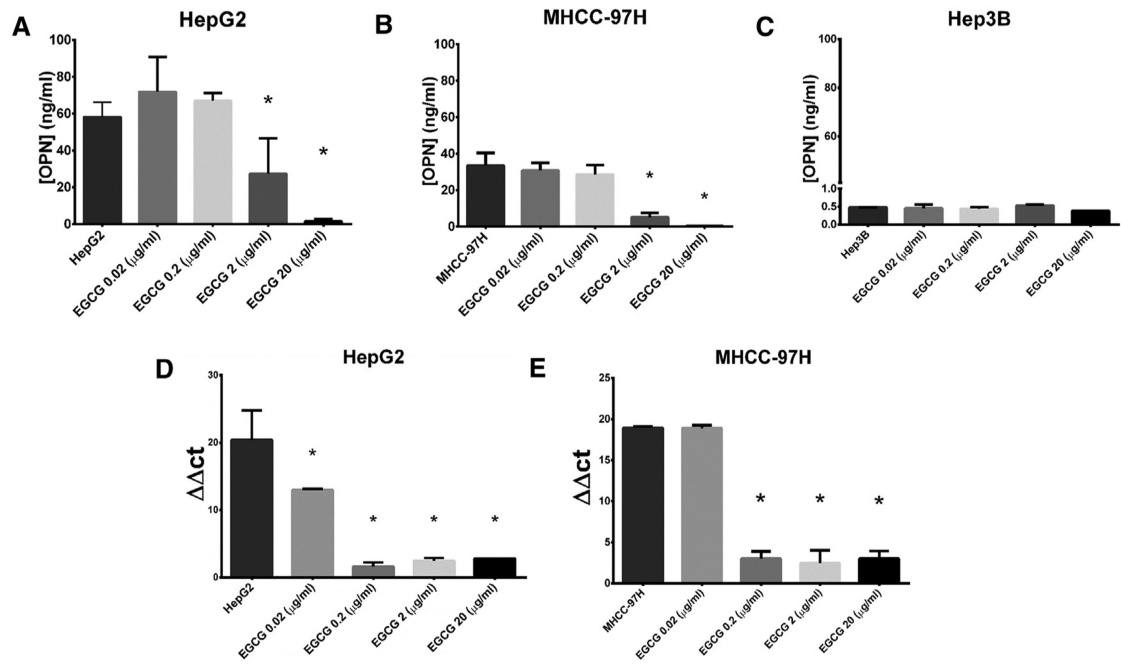 A
HepG2
[OPN] (ng/ml)
100
80
60
40
20
0
*
*
HepG2
EGCG 0.02 (µg/ml)
EGCG 0.2 (µg/ml)
EGCG 2 (µg/ml)
EGCG 20 (µg/ml)
B
MHCC-97H
[OPN] (ng/ml)
100
80
60
40
20
0
*
*
MHCC-97H
EGCG 0.02 (µg/ml)
EGCG 0.2 (µg/ml)
EGCG 2 (µg/ml)
EGCG 20 (µg/ml)
C
Hep3B
[OPN] (ng/ml)
100
80
60
1.0
0.5
0.0
Hep3B
EGCG 0.02 (µg/ml)
EGCG 0.2 (µg/ml)
EGCG 2 (µg/ml)
EGCG 20 (µg/ml)
D
HepG2
ΔΔct
30
20
10
0
*
*
*
*
HepG2
EGCG 0.02 (µg/ml)
EGCG 0.2 (µg/ml)
EGCG 2 (µg/ml)
EGCG 20 (µg/ml)
E
MHCC-97H
ΔΔct
25
20
15
10
5
0
*
*
*
MHCC-97H
EGCG 0.02 (µg/ml)
EGCG 0.2 (µg/ml)
EGCG 2 (µg/ml)
EGCG 20 (µg/ml)